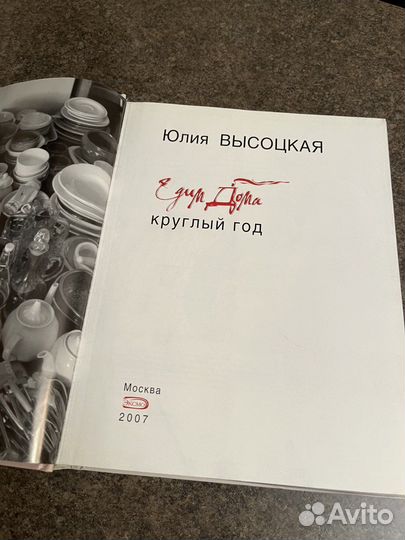 Юлия ВЫСОЦКАЯ
Едим Дома
круглый год
Москва
ЭКСМО
2007
Avito